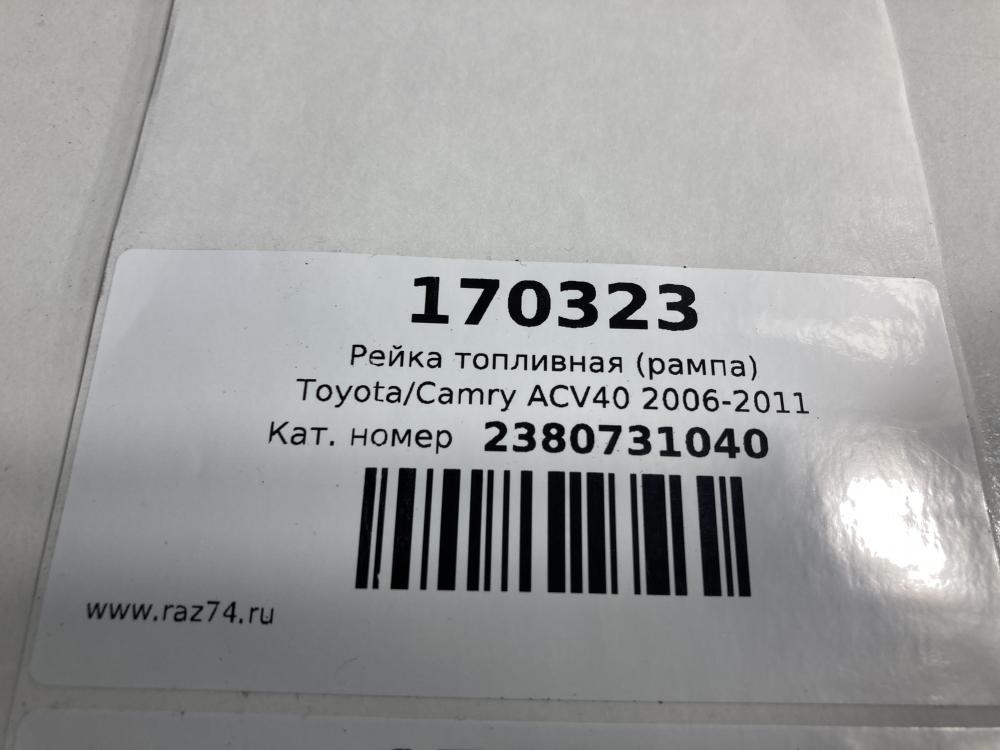 170323
Рейка топливная (рампа)
Toyota/Camry ACV40 2006-2011
Кат. номер 2380731040
www.raz74.ru